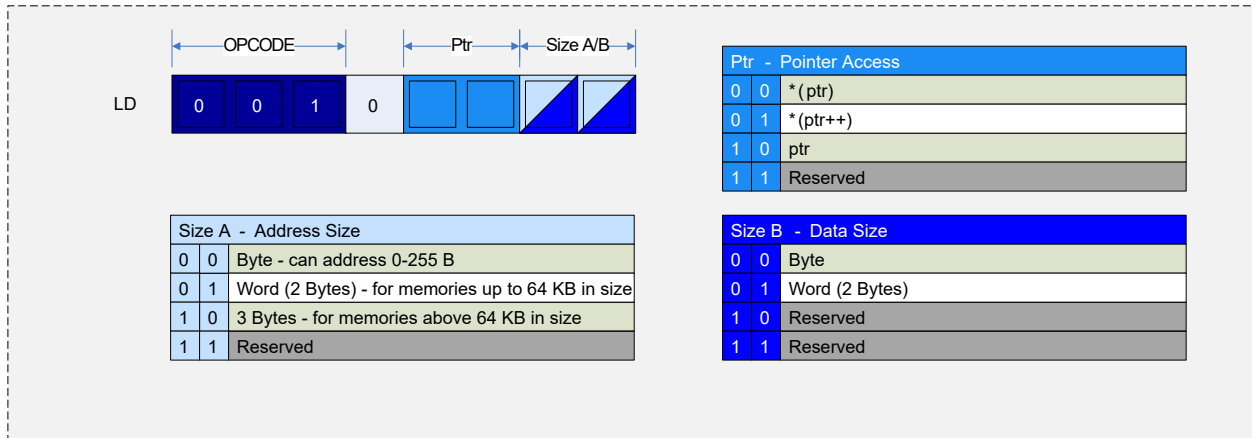 OPCODE Ptr Size A/B
LD 0 0 1 0
Ptr - Pointer Access
0 0 *(ptr)
0 1 *(ptr++)
1 0 ptr
1 1 Reserved
Size A - Address Size
0 0 Byte - can address 0-255 B
0 1 Word (2 Bytes) - for memories up to 64 KB in size
1 0 3 Bytes - for memories above 64 KB in size
1 1 Reserved
Size B - Data Size
0 0 Byte
0 1 Word (2 Bytes)
1 0 Reserved
1 1 Reserved